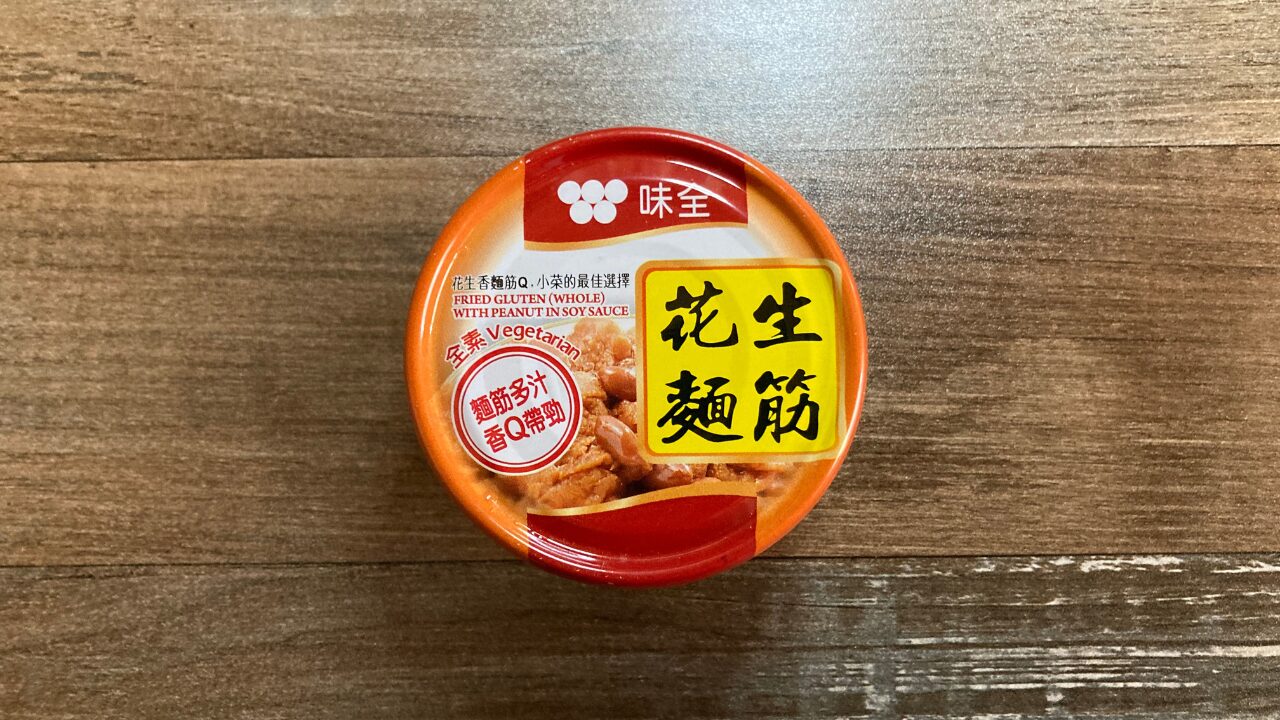 味全
花生香麵筋Q．小菜的最佳選擇
FRIED GLUTEN (WHOLE)
WITH PEANUT IN SOY SAUCE
全素 Vegetarian
麵筋多汁
香Q帶勁
花生
麵筋